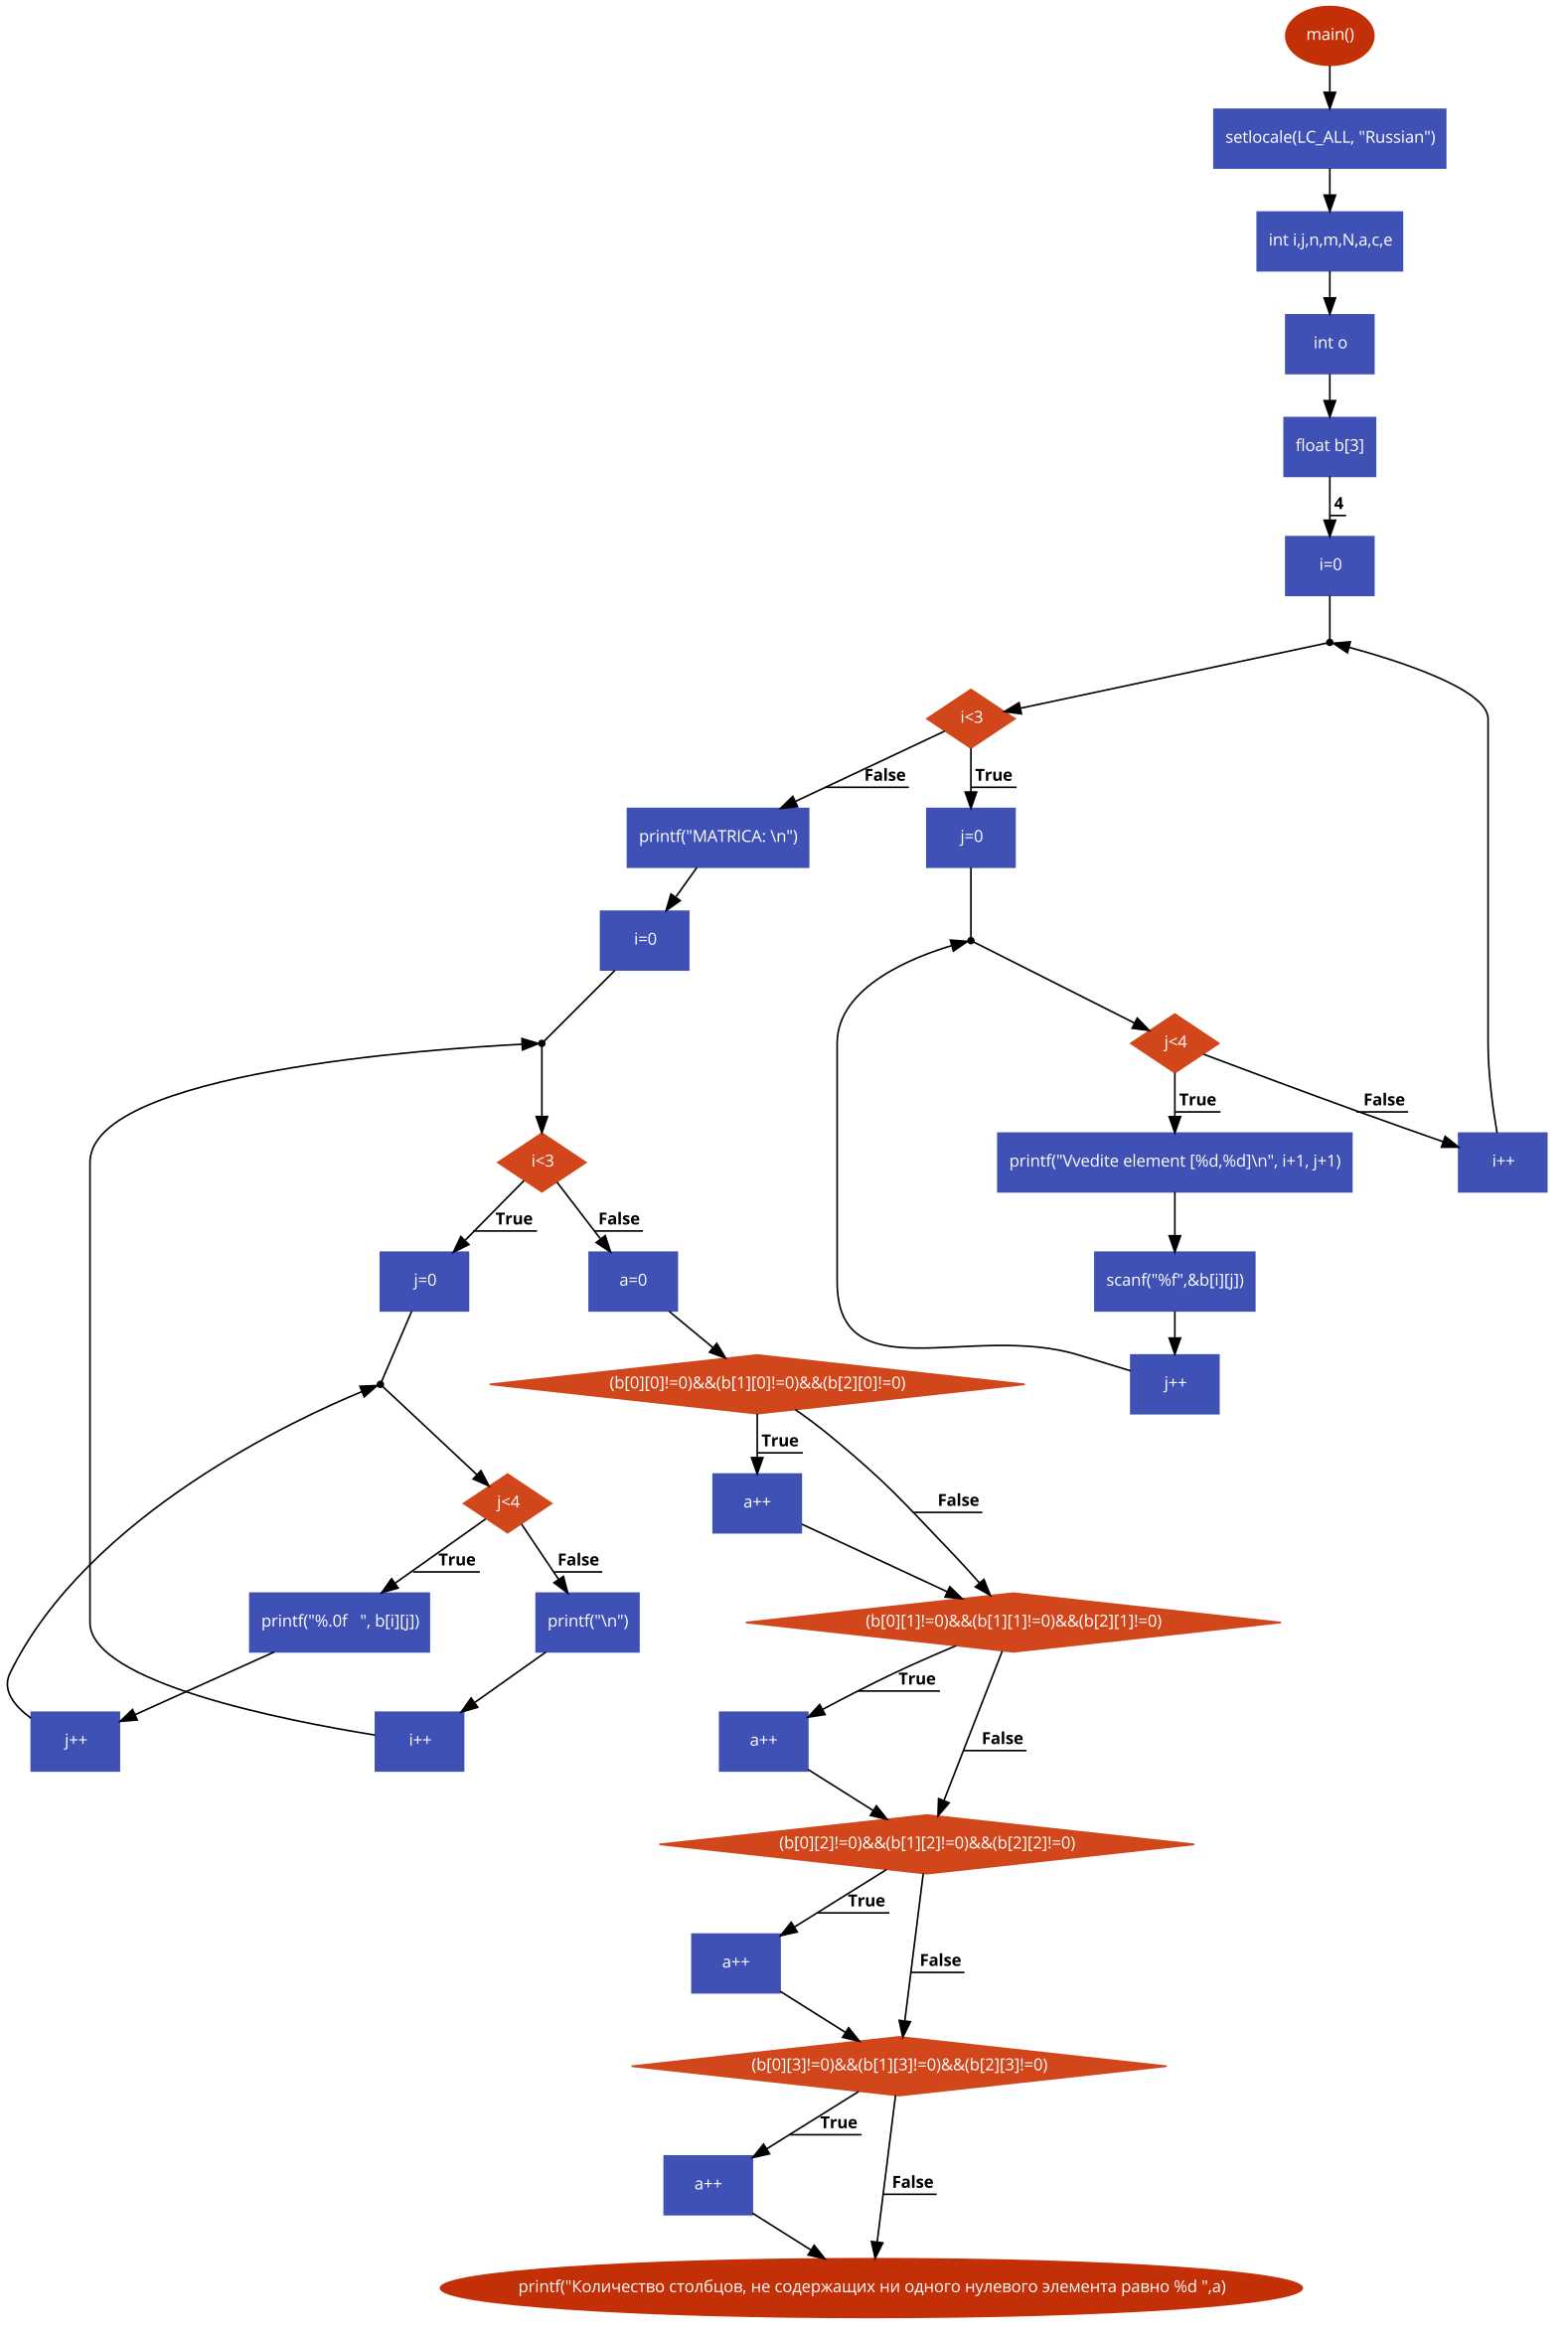 main()
setlocale(LC_ALL, "Russian")
int i,j,n,m,N,a,c,e
int o
float b[3]
4
i=0
i<3
False
True
printf("MATRICA: \n")
j=0
i=0
j<4
True
False
printf("Vvedite element [%d,%d]\n", i+1, j+1)
i++
i<3
True
False
scanf("%f",&b[i][j])
j=0
a=0
j++
(b[0][0]!=0)&&(b[1][0]!=0)&&(b[2][0]!=0)
True
False
j<4
a++
True
False
printf("%.0f   ", b[i][j])
printf("\n")
(b[0][1]!=0)&&(b[1][1]!=0)&&(b[2][1]!=0)
True
False
j++
i++
a++
(b[0][2]!=0)&&(b[1][2]!=0)&&(b[2][2]!=0)
True
False
a++
(b[0][3]!=0)&&(b[1][3]!=0)&&(b[2][3]!=0)
True
False
a++
printf("Количество столбцов, не содержащих ни одного нулевого элемента равно %d ",a)